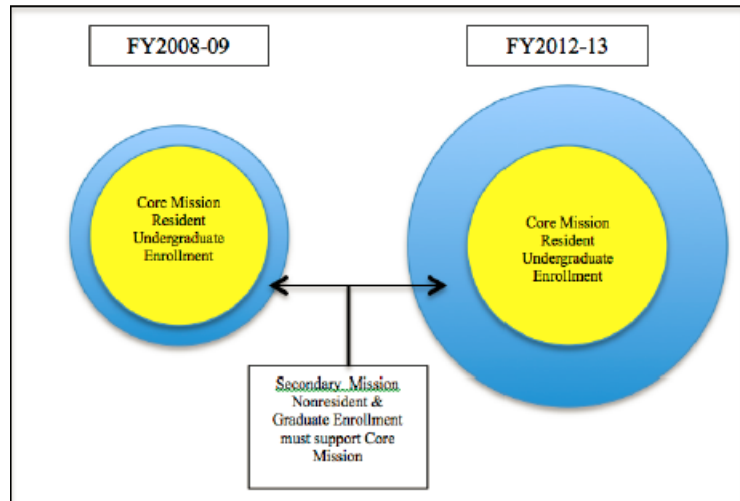 FY2008-09
FY2012-13
Core Mission
Resident
Undergraduate
Enrollment
Core Mission
Resident
Undergraduate
Enrollment
Secondary Mission
Nonresident &
Graduate Enrollment
must support Core
Mission